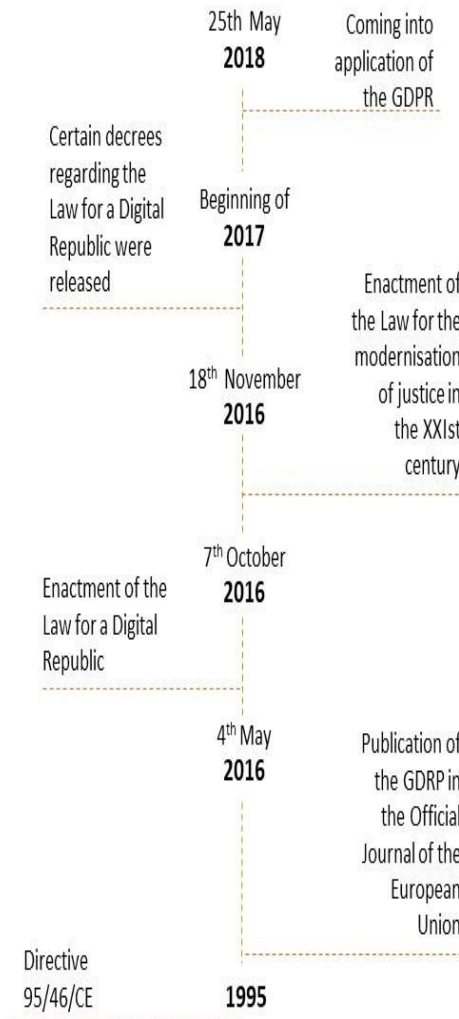 25th May
2018
Coming into
application of
the GDPR
Certain decrees
regarding the
Law for a Digital
Republic were
released
Beginning of
2017
Enactment of
the Law for the
modernisation
of justice in
the XXIst
century
18th November
2016
7th October
2016
Enactment of the
Law for a Digital
Republic
4th May
2016
Publication of
the GDRP in
the Official
Journal of the
European
Union
Directive
95/46/CE
1995